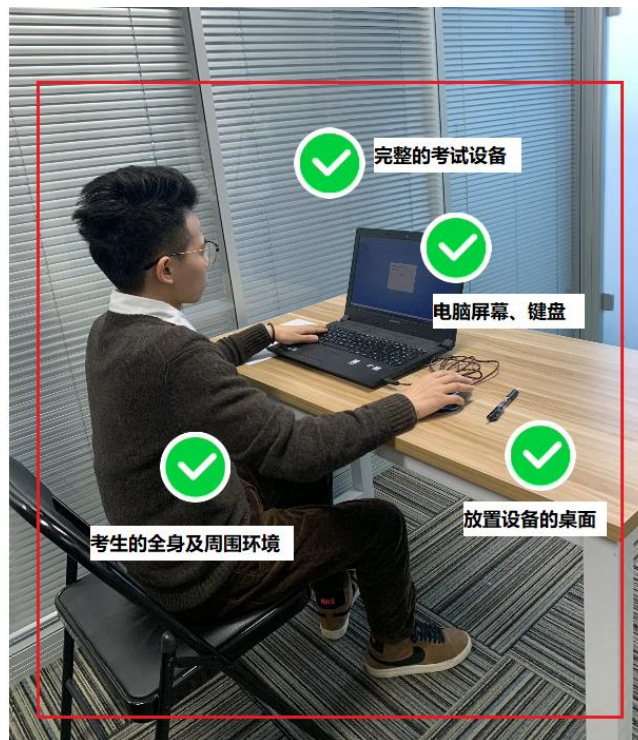 完整的考试设备
电脑屏幕、键盘
放置设备的桌面
考生的全身及周围环境